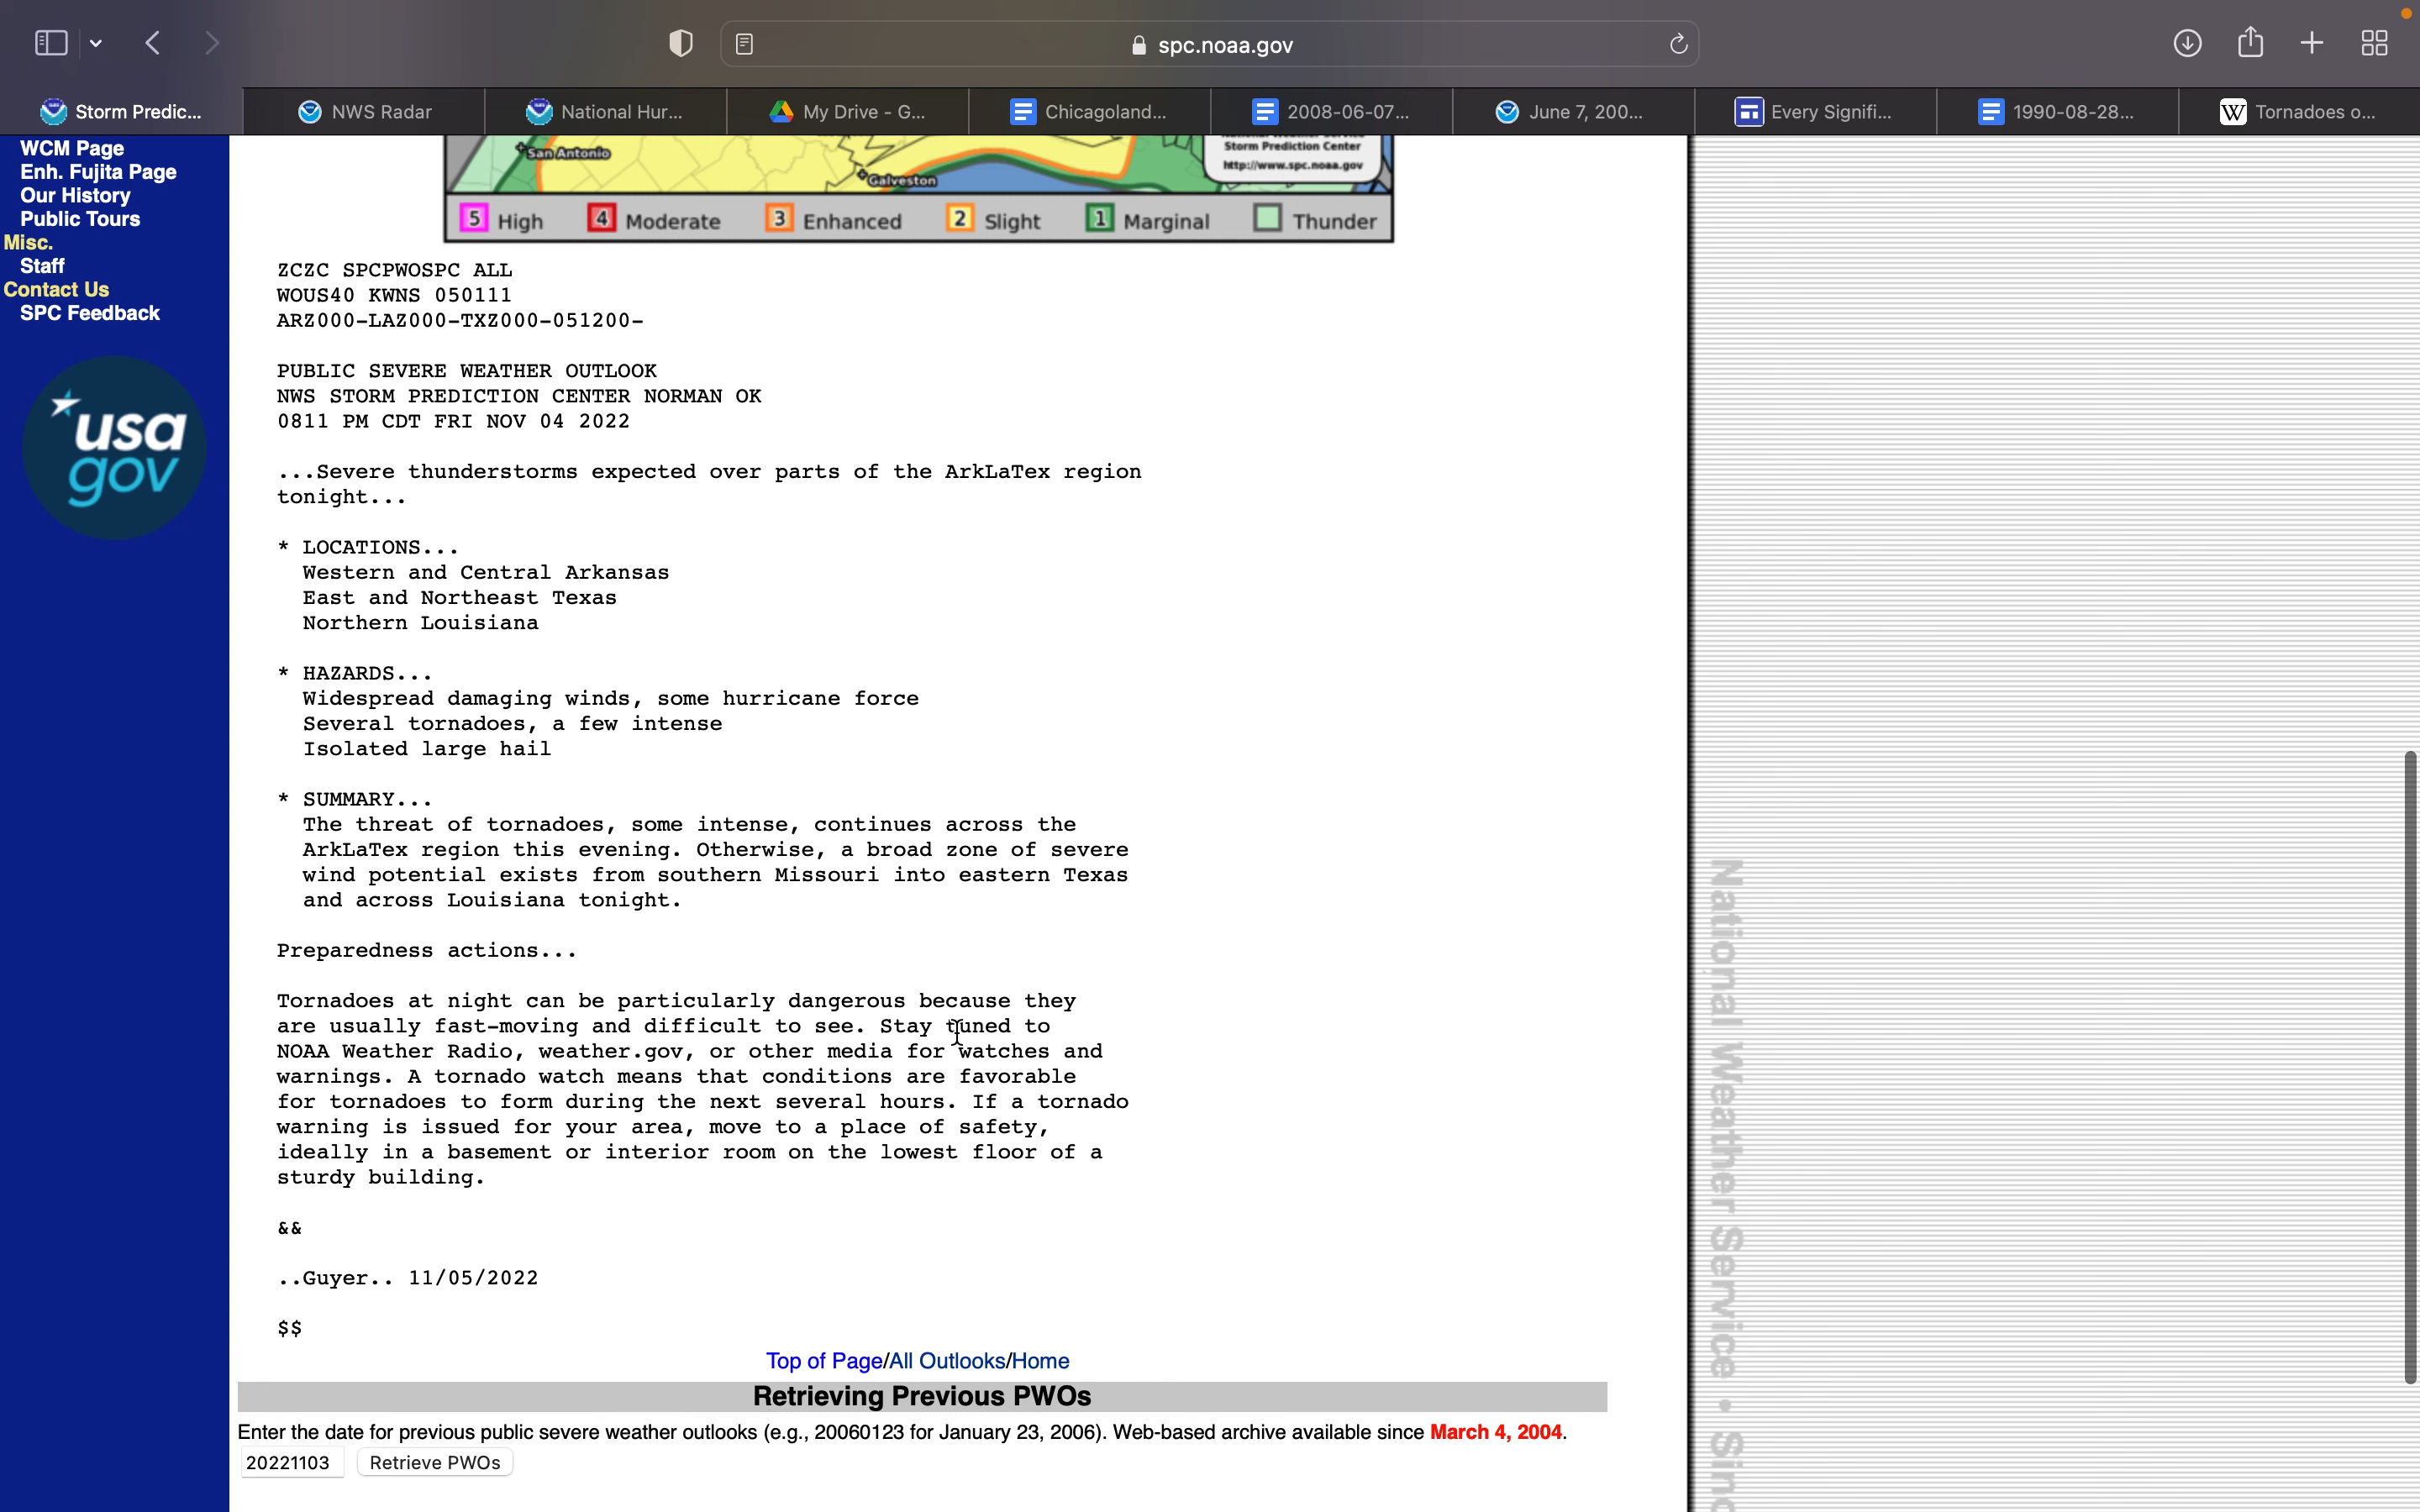 spc.noaa.gov
Storm Predic...
NWS Radar
National Hur...
My Drive - G...
Chicagoland...
2008-06-07...
June 7, 200...
Every Signifi...
1990-08-28...
W
Tornadoes o...
WCM Page
Enh. Fujita Page
Our History
Public Tours
Misc.
Staff
Contact Us
SPC Feedback
usa
gov
San Antonio
Galveston
National Weather Service
Storm Prediction Center
http://www.spc.noaa.gov
5 High 4 Moderate 3 Enhanced 2 Slight 1 Marginal Thunder
ZCZC SPCPWOSPC ALL
WOUS40 KWNS 050111
ARZ000-LAZ000-TXZ000-051200-
PUBLIC SEVERE WEATHER OUTLOOK
NWS STORM PREDICTION CENTER NORMAN OK
0811 PM CDT FRI NOV 04 2022
...Severe thunderstorms expected over parts of the ArkLaTex region
tonight...
* LOCATIONS...
Western and Central Arkansas
East and Northeast Texas
Northern Louisiana
* HAZARDS...
Widespread damaging winds, some hurricane force
Several tornadoes, a few intense
Isolated large hail
* SUMMARY...
The threat of tornadoes, some intense, continues across the
ArkLaTex region this evening. Otherwise, a broad zone of severe
wind potential exists from southern Missouri into eastern Texas
and across Louisiana tonight.
Preparedness actions...
Tornadoes at night can be particularly dangerous because they
are usually fast-moving and difficult to see. Stay tuned to
NOAA Weather Radio, weather.gov, or other media for watches and
warnings. A tornado watch means that conditions are favorable
for tornadoes to form during the next several hours. If a tornado
warning is issued for your area, move to a place of safety,
ideally in a basement or interior room on the lowest floor of a
sturdy building.
&&
..Guyer.. 11/05/2022
$$
Top of Page/All Outlooks/Home
Retrieving Previous PWOs
Enter the date for previous public severe weather outlooks (e.g., 20060123 for January 23, 2006). Web-based archive available since March 4, 2004.
20221103 Retrieve PWOs
National Weather Service • Sinc